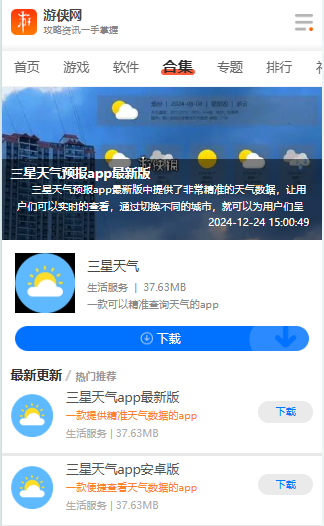 游侠网
攻略资讯一手掌握
首页 游戏 软件 合集 专题 排行
三星天气预报app最新版
三星天气预报app最新版中提供了非常精准的天气数据，让用
户们可以实时的查看，通过切换不同的城市，就可以为用户们呈
2024-12-24 15:00:49
三星天气
生活服务 | 37.63MB
一款可以精准查询天气的app
下载
最新更新 / 热门推荐
三星天气app最新版
一款提供精准天气数据的app
下载
生活服务 | 37.63MB
三星天气app安卓版
一款便捷查看天气数据的app
下载
生活服务 | 37.63MB